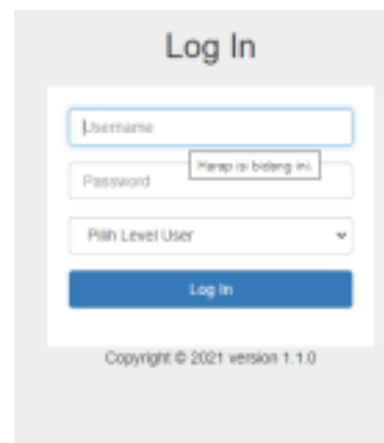 Log In
Username
Harap isi bidang ini.
Password
Pilih Level User
Log In
Copyright © 2021 version 1.1.0